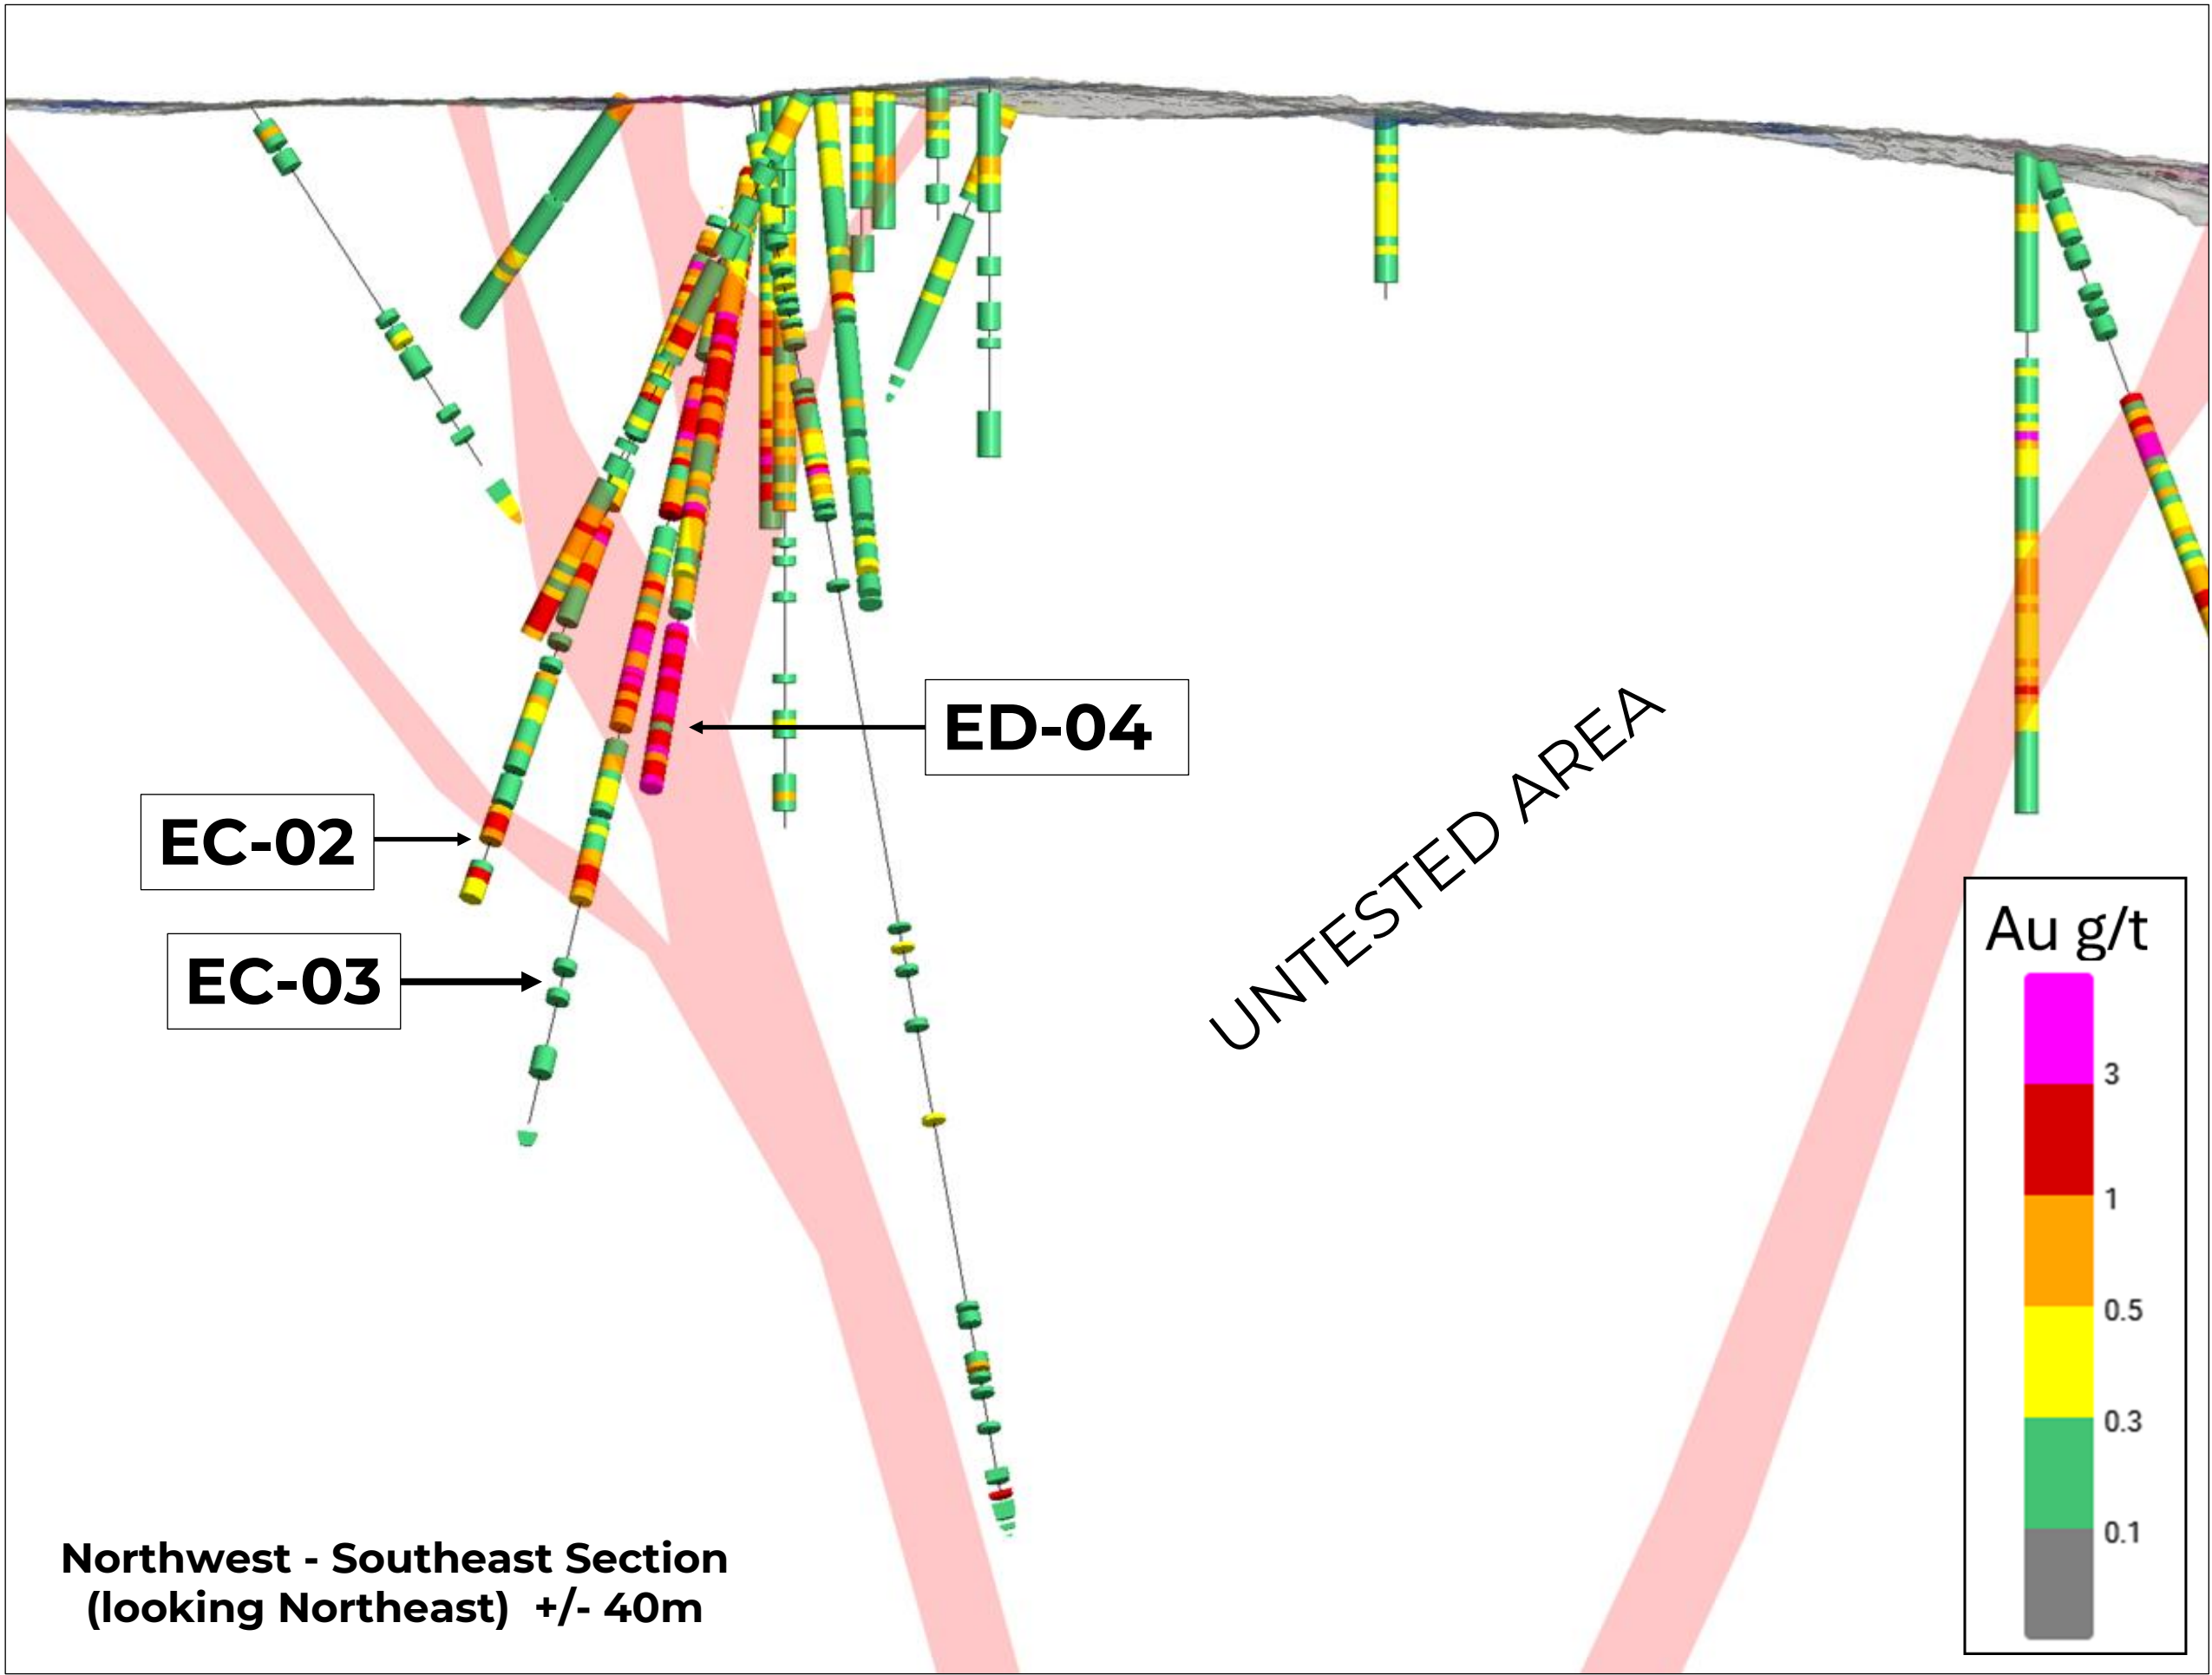 ED-04
UNTESTED AREA
EC-02
EC-03
Au g/t
3
1
0.5
0.3
0.1
Northwest - Southeast Section
(looking Northeast) +/- 40m